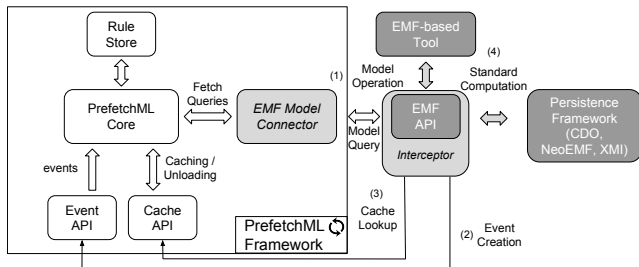 Rule
Store
EMF-based
Tool
(4)
(1)
Model
Operation
Standard
Computation
Fetch
Queries
PrefetchML
Core
EMF Model
Connector
EMF
API
Interceptor
Model
Query
Persistence
Framework
(CDO,
NeoEMF, XMI)
events
Caching /
Unloading
(3)
Cache
Lookup
Event
API
Cache
API
PrefetchML
Framework
(2) Event
Creation